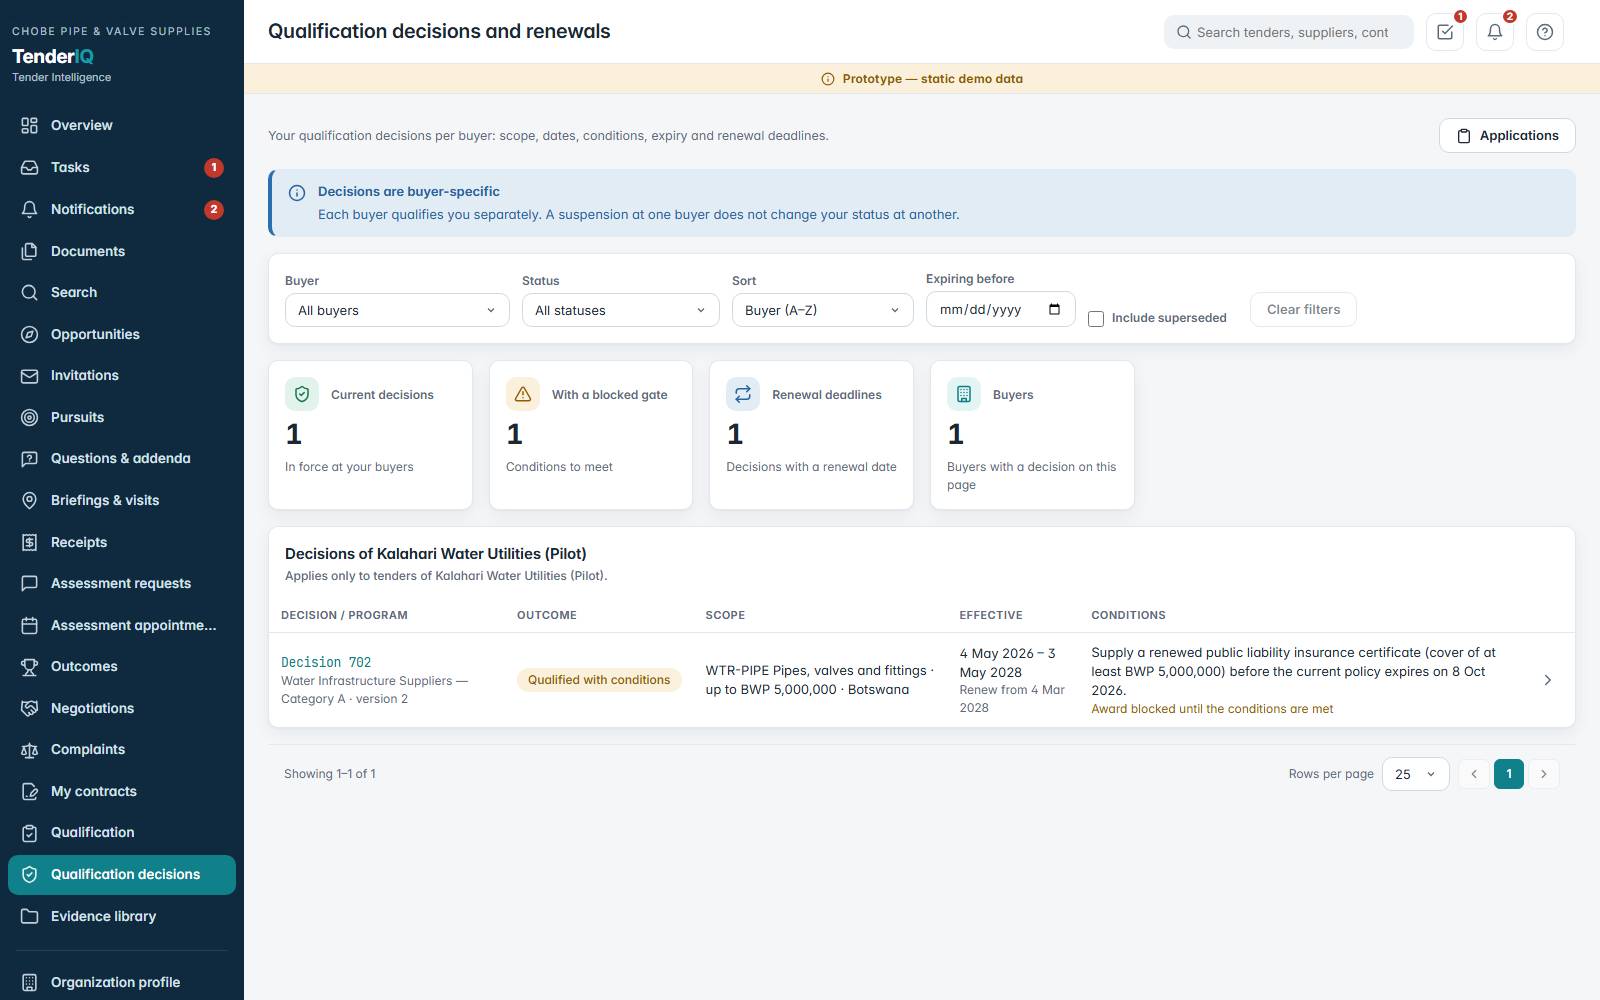 CHOBE PIPE & VALVE SUPPLIES
TenderIQ
Tender Intelligence
Overview
Tasks
1
Notifications
2
Documents
Search
Opportunities
Invitations
Pursuits
Questions & addenda
Briefings & visits
Receipts
Assessment requests
Assessment appointme...
Outcomes
Negotiations
Complaints
My contracts
Qualification
Qualification decisions
Evidence library
Organization profile
Qualification decisions and renewals
Search tenders, suppliers, cont
1
2
Prototype — static demo data
Your qualification decisions per buyer: scope, dates, conditions, expiry and renewal deadlines.
Applications
Decisions are buyer-specific
Each buyer qualifies you separately. A suspension at one buyer does not change your status at another.
Buyer
All buyers
Status
All statuses
Sort
Buyer (A–Z)
Expiring before
mm/dd/yyyy
Include superseded
Clear filters
Current decisions
1
In force at your buyers
With a blocked gate
1
Conditions to meet
Renewal deadlines
1
Decisions with a renewal date
Buyers
1
Buyers with a decision on this
page
Decisions of Kalahari Water Utilities (Pilot)
Applies only to tenders of Kalahari Water Utilities (Pilot).
DECISION / PROGRAM
OUTCOME
SCOPE
EFFECTIVE
CONDITIONS
Decision 702
Water Infrastructure Suppliers —
Category A · version 2
Qualified with conditions
WTR-PIPE Pipes, valves and fittings ·
up to BWP 5,000,000 · Botswana
4 May 2026 – 3
May 2028
Renew from 4 Mar
2028
Supply a renewed public liability insurance certificate (cover of at
least BWP 5,000,000) before the current policy expires on 8 Oct
2026.
Award blocked until the conditions are met
Showing 1–1 of 1
Rows per page
25
1